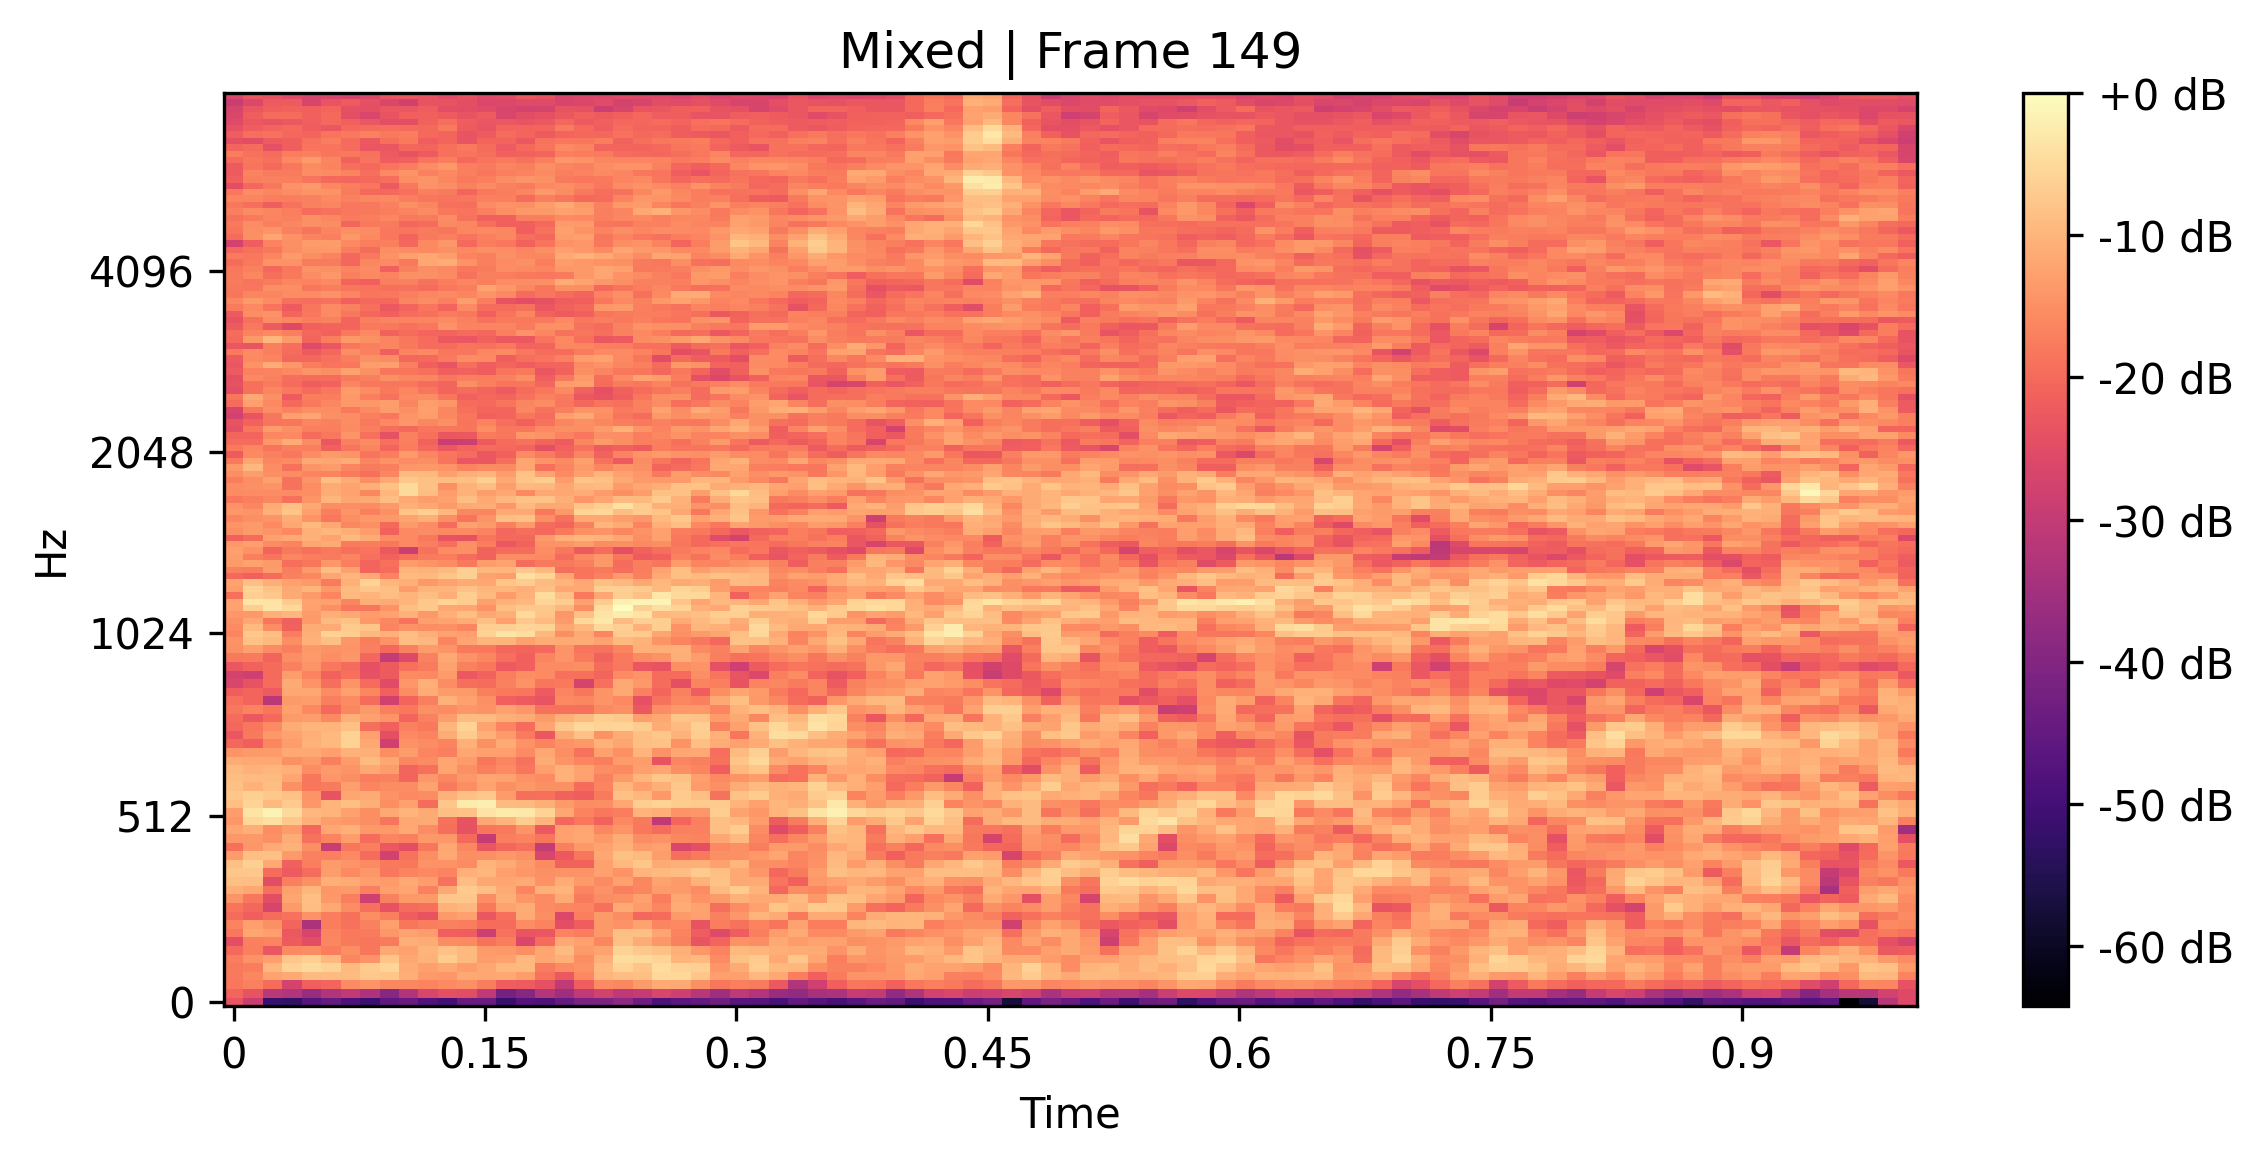 Mixed | Frame 149
+0 dB
-10 dB
-20 dB
-30 dB
-40 dB
-50 dB
-60 dB
4096
2048
1024
512
0
Hz
0 0.15 0.3 0.45 0.6 0.75 0.9
Time